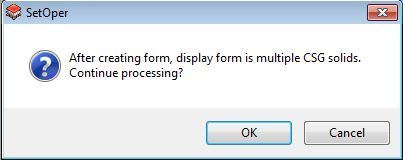 SetOper
After creating form, display form is multiple CSG solids.
Continue processing?
OK
Cancel